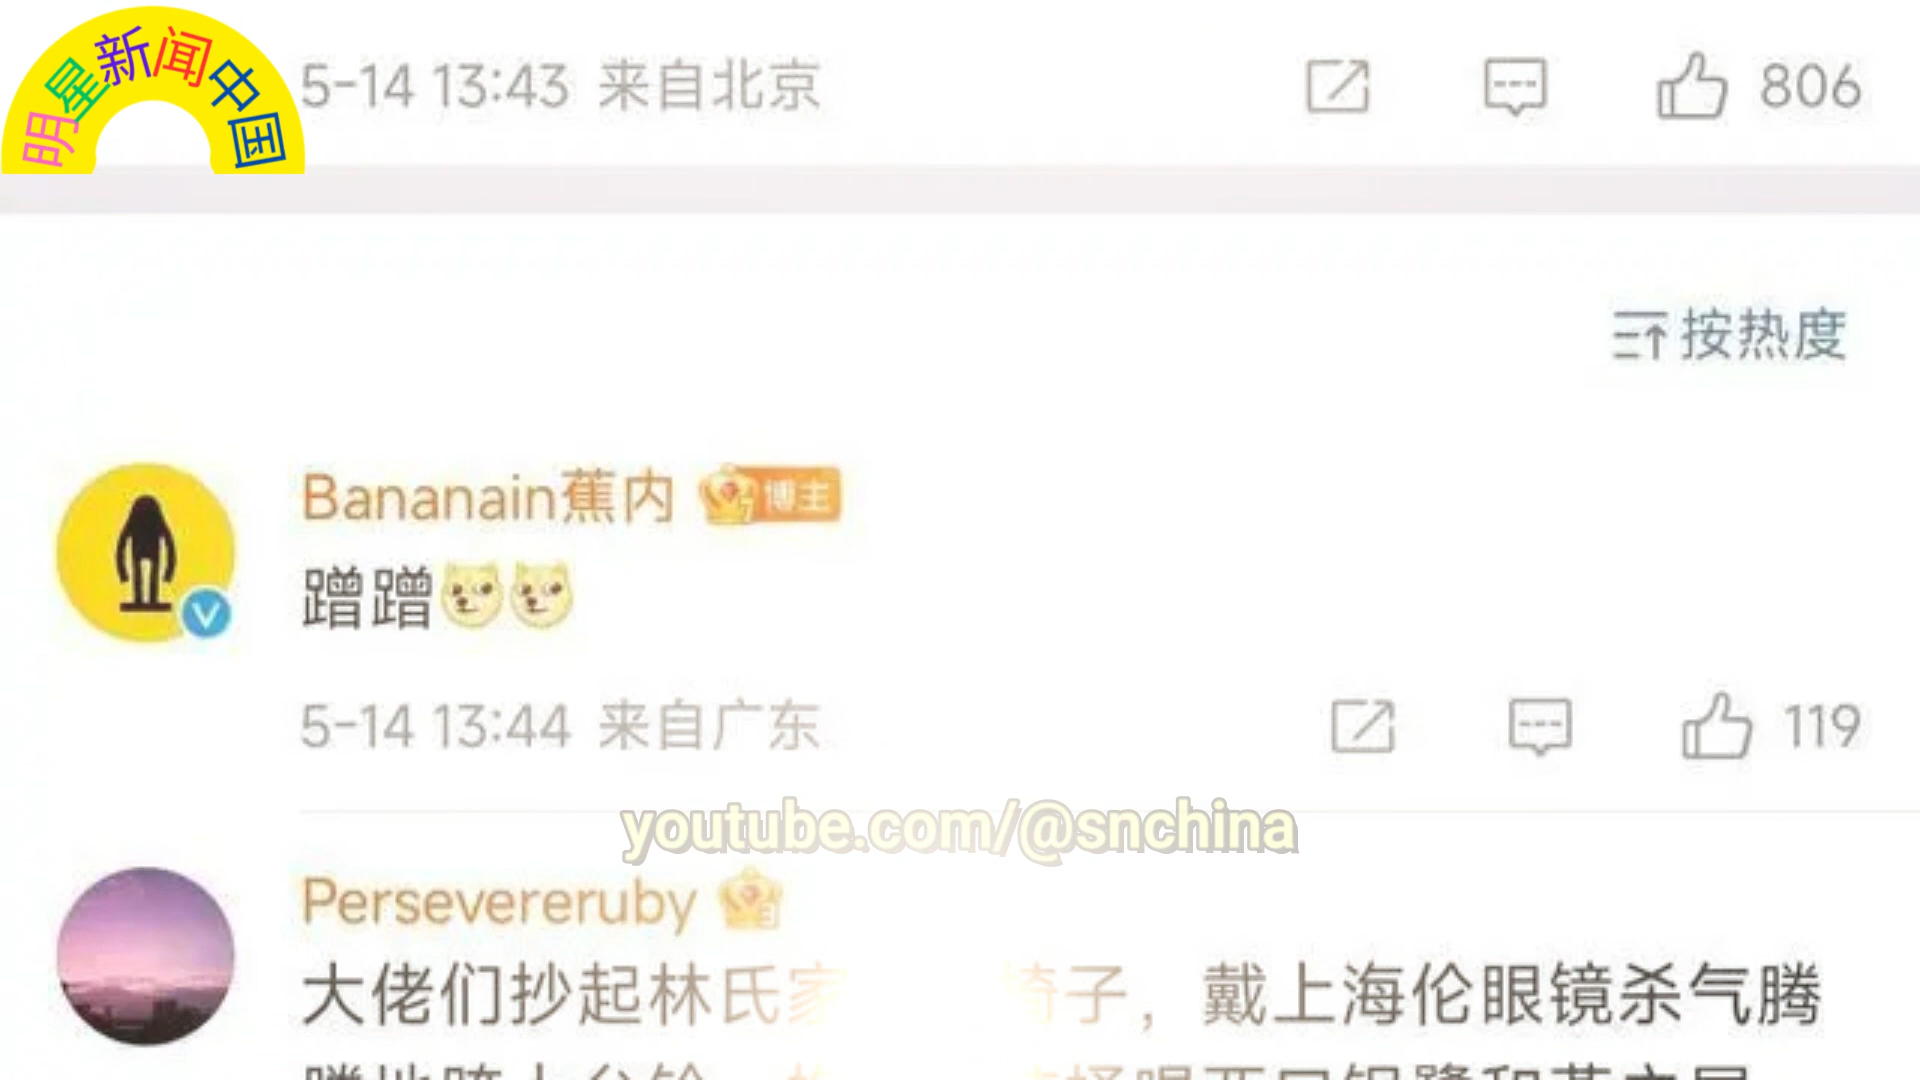 明星新闻中国
5-14 13:43 来自北京
806
按热度
Bananain蕉内
博主
蹭蹭
5-14 13:44 来自广东
119
youtube.com/@snchina
Persevereruby
大佬们抄起林氏家 椅子，戴上海伦眼镜杀气腾